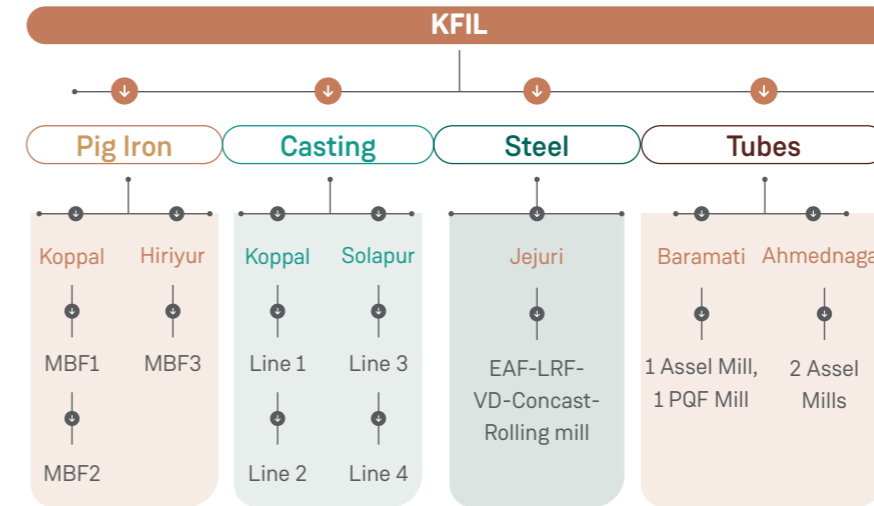 KFIL
Pig Iron
Casting
Steel
Tubes
Koppal
Hiriyur
Koppal
Solapur
Jejuri
Baramati
Ahmednaga
MBF1
MBF3
Line 1
Line 3
EAF-LRF-
VD-Concast-
Rolling mill
1 Assel Mill,
1 PQF Mill
2 Assel
Mills
MBF2
Line 2
Line 4